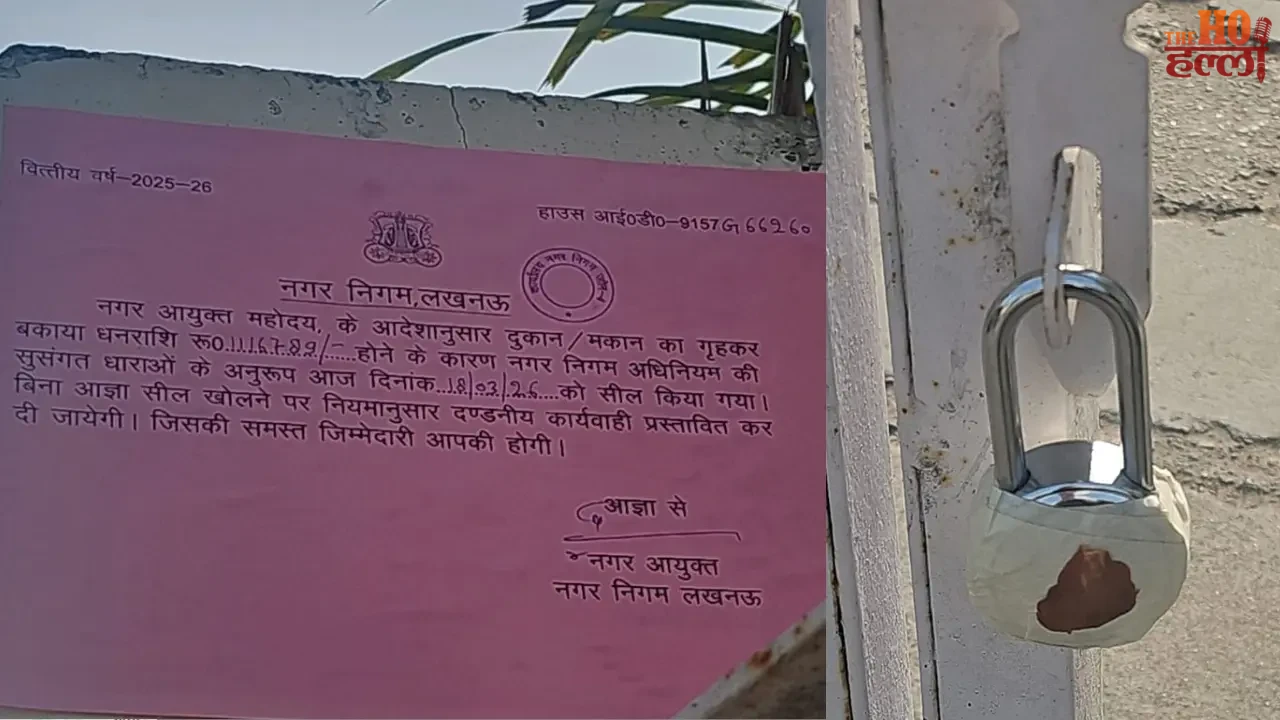 वित्तीय वर्ष–2025–26
हाउस आई0डी0–9157G66260
नगर निगम,लखनऊ
नगर आयुक्त महोदय, के आदेशानुसार दुकान/मकान का गृहकर
बकाया धनराशि रू0.1116789/-......होने के कारण नगर निगम अधिनियम की
सुसंगत धाराओं के अनुरूप आज दिनांक...18/03/26....को सील किया गया।
बिना आज्ञा सील खोलने पर नियमानुसार दण्डनीय कार्यवाही प्रस्तावित कर
दी जायेगी। जिसकी समस्त जिम्मेदारी आपकी होगी।
आज्ञा से
नगर आयुक्त
नगर निगम लखनऊ
THE HO
हल्ला